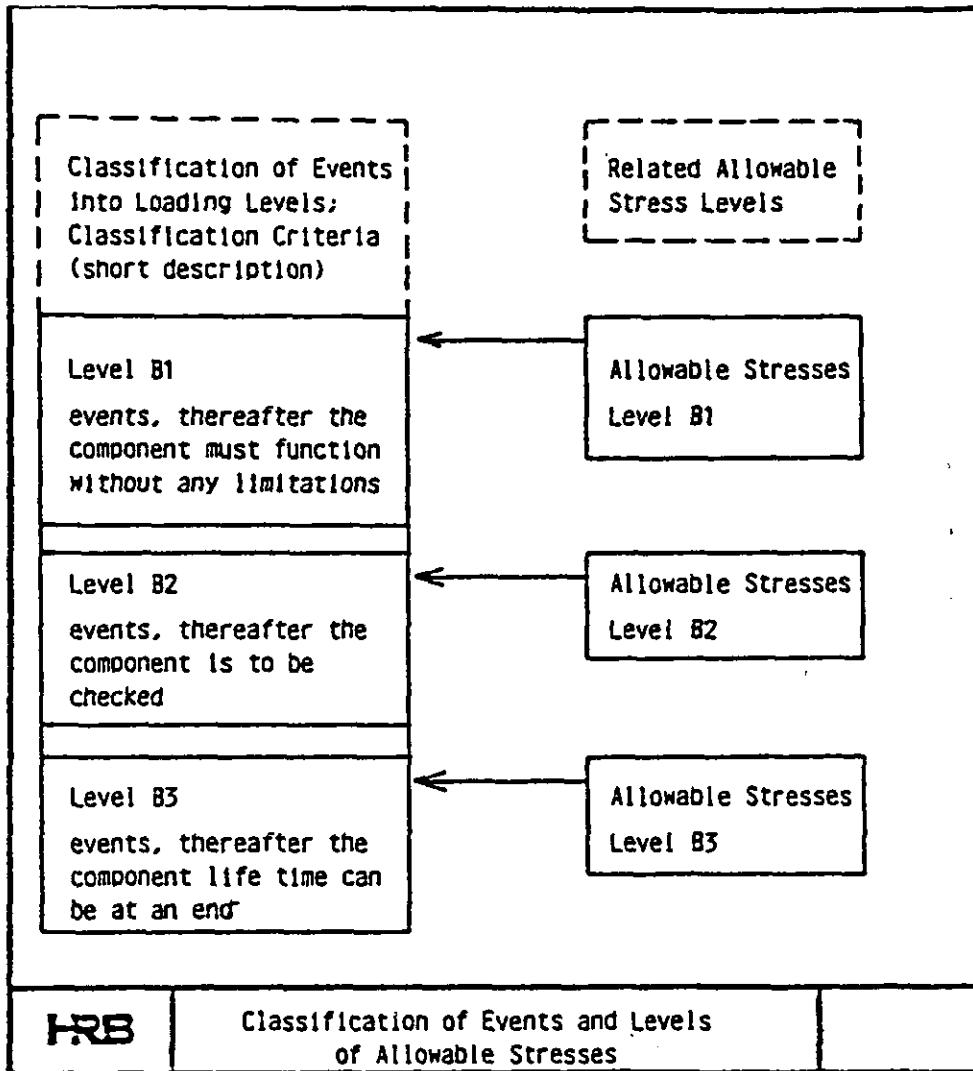 Classification of Events
into Loading Levels;
Classification Criteria
(short description)
Related Allowable
Stress Levels
Level B1
events, thereafter the
component must function
without any limitations
Allowable Stresses
Level B1
Level B2
events, thereafter the
component is to be
checked
Allowable Stresses
Level B2
Level B3
events, thereafter the
component life time can
be at an end
Allowable Stresses
Level B3
HRB
Classification of Events and Levels
of Allowable Stresses